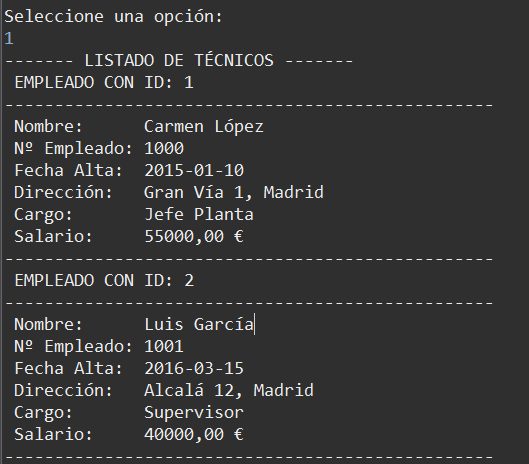 Seleccione una opción:
1
------- LISTADO DE TÉCNICOS -------
EMPLEADO CON ID: 1
-------------------------------------------------
Nombre:      Carmen López
Nº Empleado: 1000
Fecha Alta:  2015-01-10
Dirección:   Gran Vía 1, Madrid
Cargo:       Jefe Planta
Salario:     55000,00 €
-------------------------------------------------
EMPLEADO CON ID: 2
-------------------------------------------------
Nombre:      Luis García
Nº Empleado: 1001
Fecha Alta:  2016-03-15
Dirección:   Alcalá 12, Madrid
Cargo:       Supervisor
Salario:     40000,00 €
-------------------------------------------------